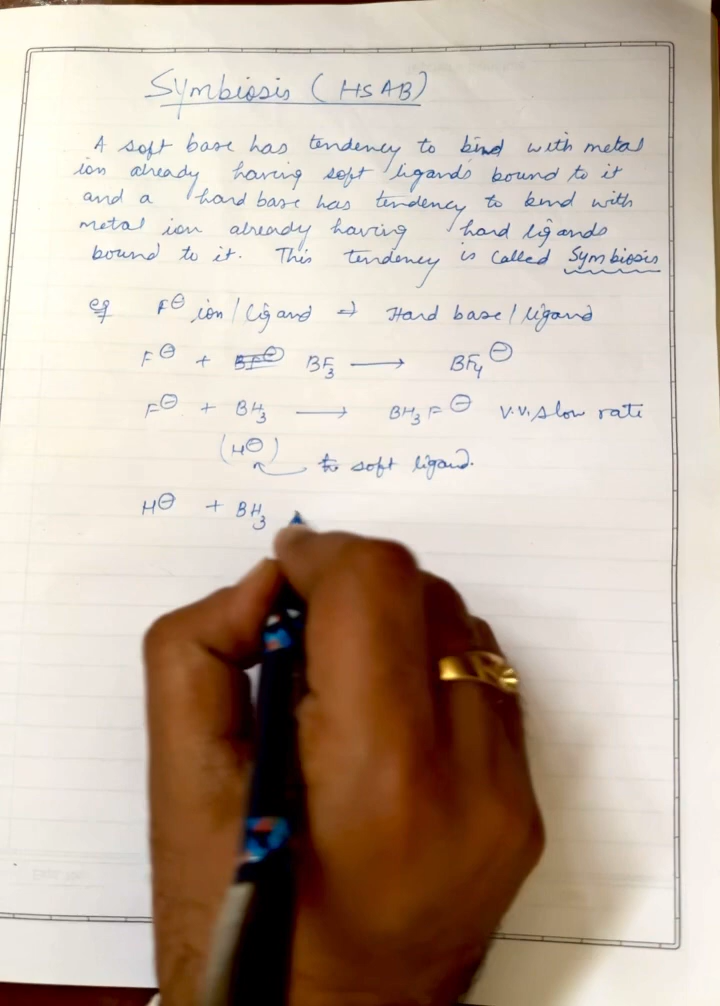 Symbiosis (HSAB)
A soft base has tendency to bind with metal
ion already having soft ligands bound to it
and a hard base has tendency to bind with
metal ion already having hard ligands
bound to it. This tendency is called Symbiosis
eg F⊖ ion/ligand → Hard base/ligand
F⊖ + BF₃ ⟶ BF₄⊖
F⊖ + BH₃ ⟶ BH₃F⊖ v.v. slow rate
(H⊖) soft ligand.
H⊖ + BH₃